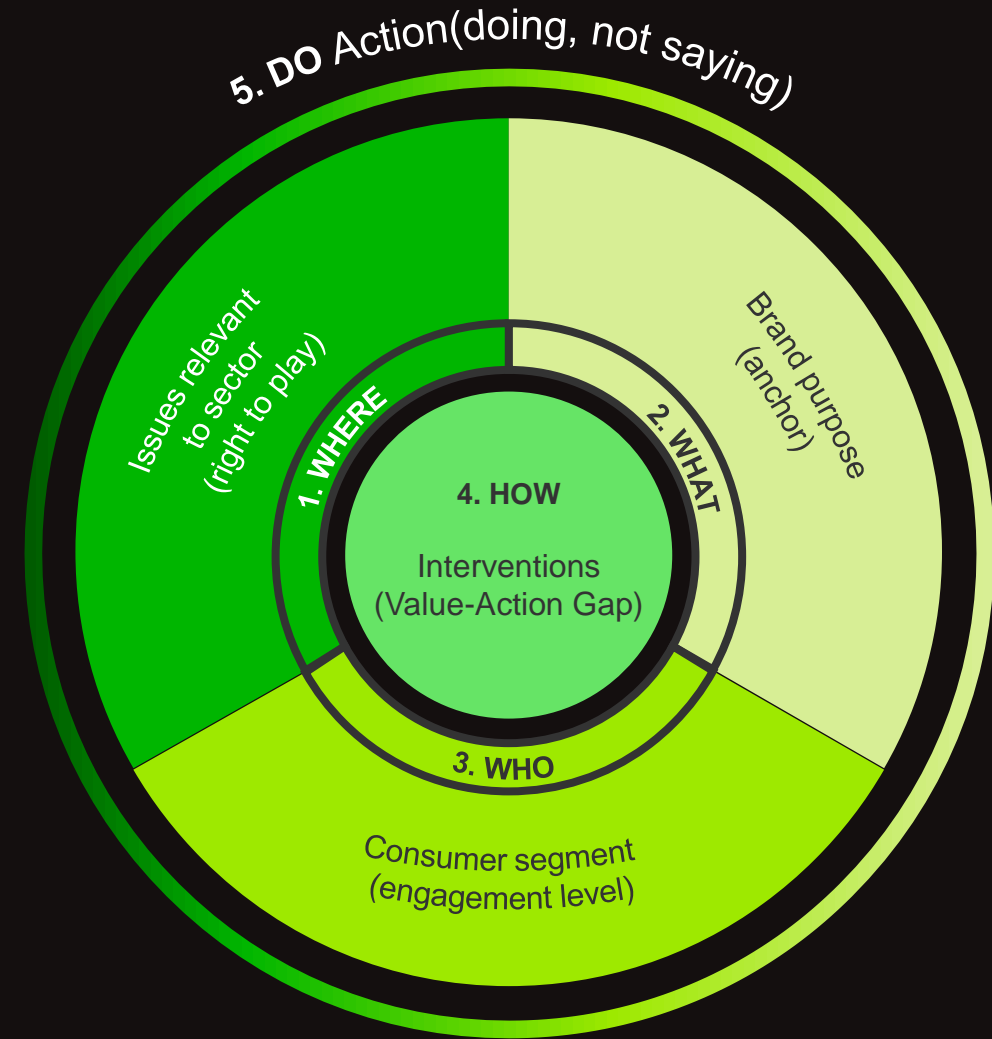 5. DO Action(doing, not saying)
Issues relevant
to sector
(right to play)
1. WHERE
Brand purpose
(anchor)
2. WHAT
3. WHO
Consumer segment
(engagement level)
4. HOW
Interventions
(Value-Action Gap)